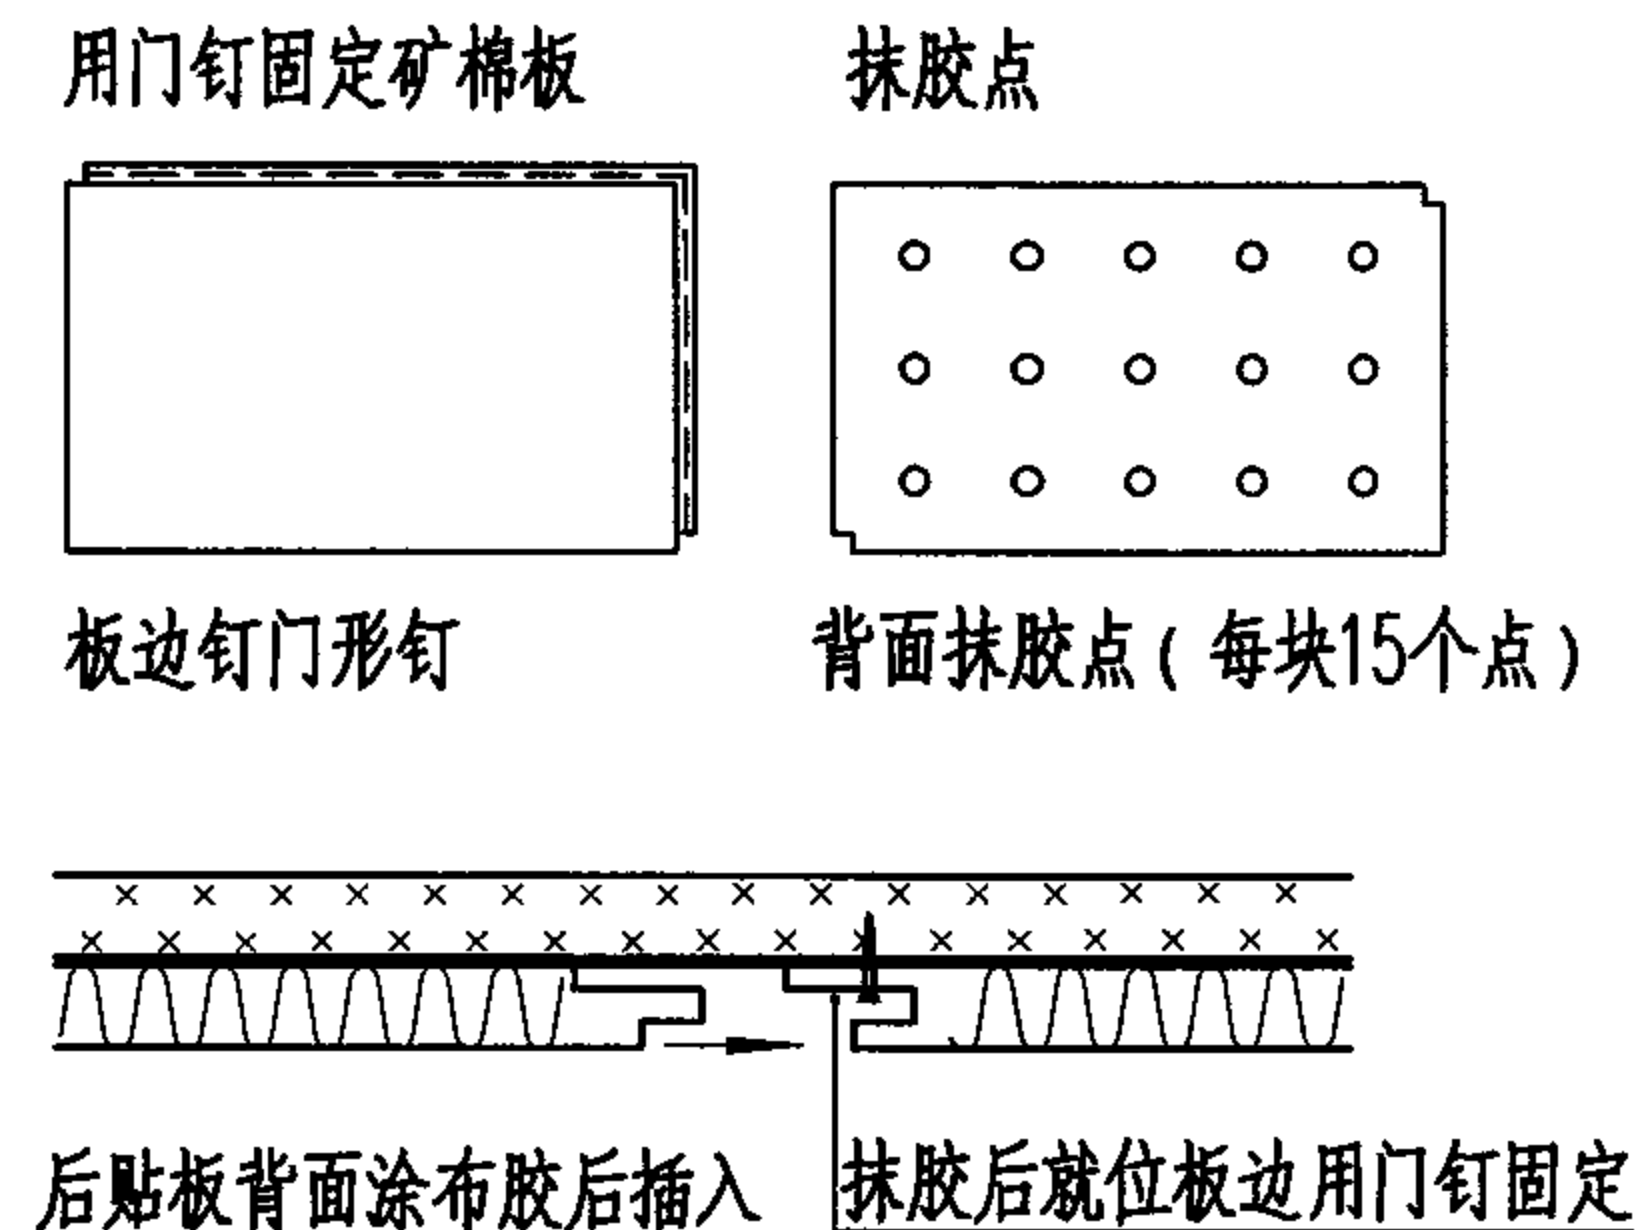 用门钉固定矿棉板
抹胶点
板边钉门形钉
背面抹胶点(每块15个点)
后贴板背面涂布胶后插入
抹胶后就位板边用门钉固定